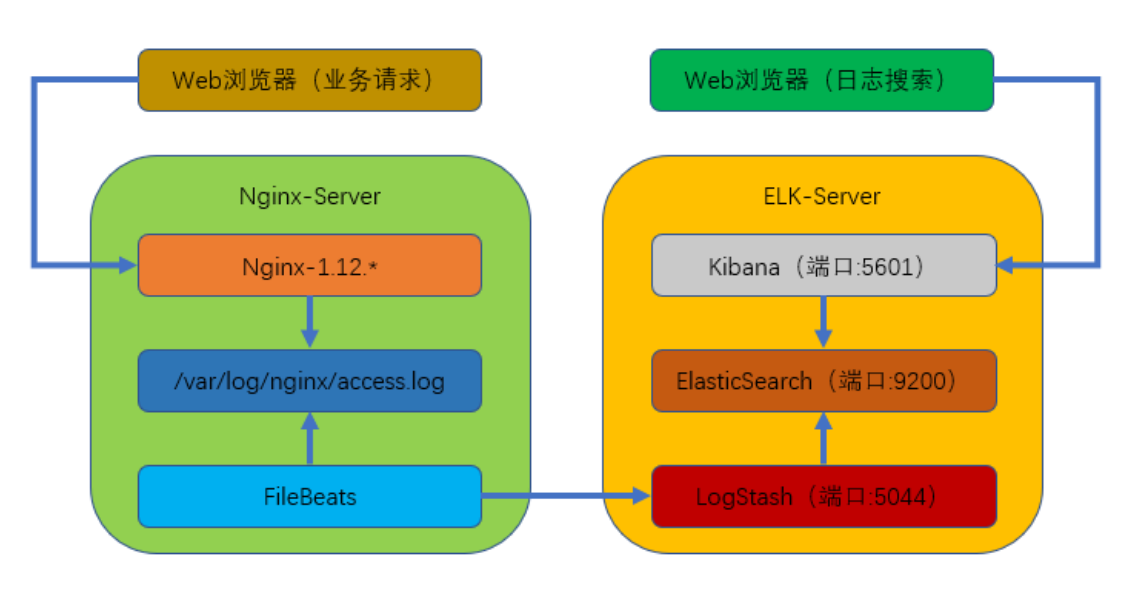 Web浏览器（业务请求）
Web浏览器（日志搜索）
Nginx-Server
Nginx-1.12.*
/var/log/nginx/access.log
FileBeats
ELK-Server
Kibana（端口:5601）
ElasticSearch（端口:9200）
LogStash（端口:5044）